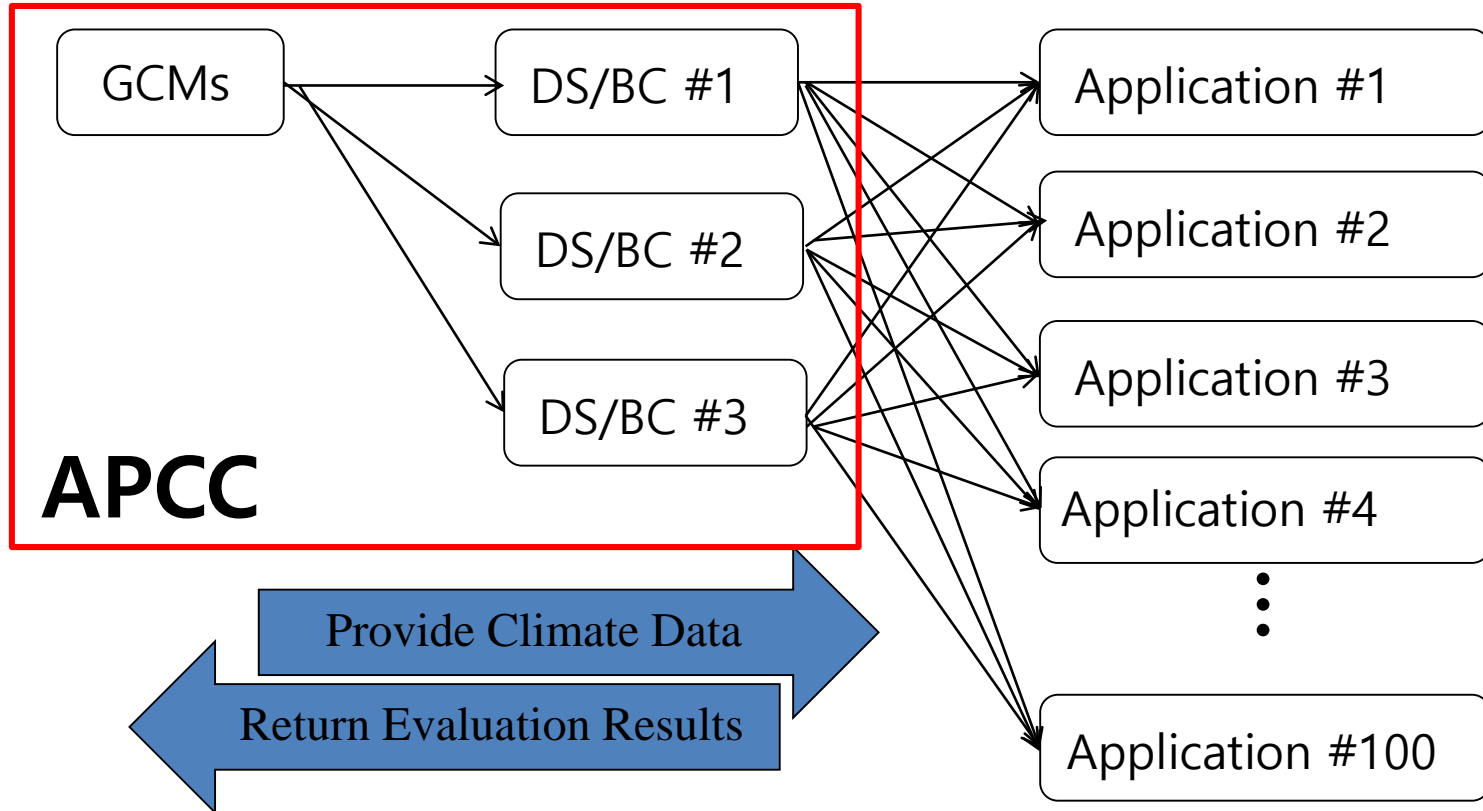 GCMs
DS/BC #1
DS/BC #2
DS/BC #3
APCC
Application #1
Application #2
Application #3
Application #4
Application #100
Provide Climate Data
Return Evaluation Results